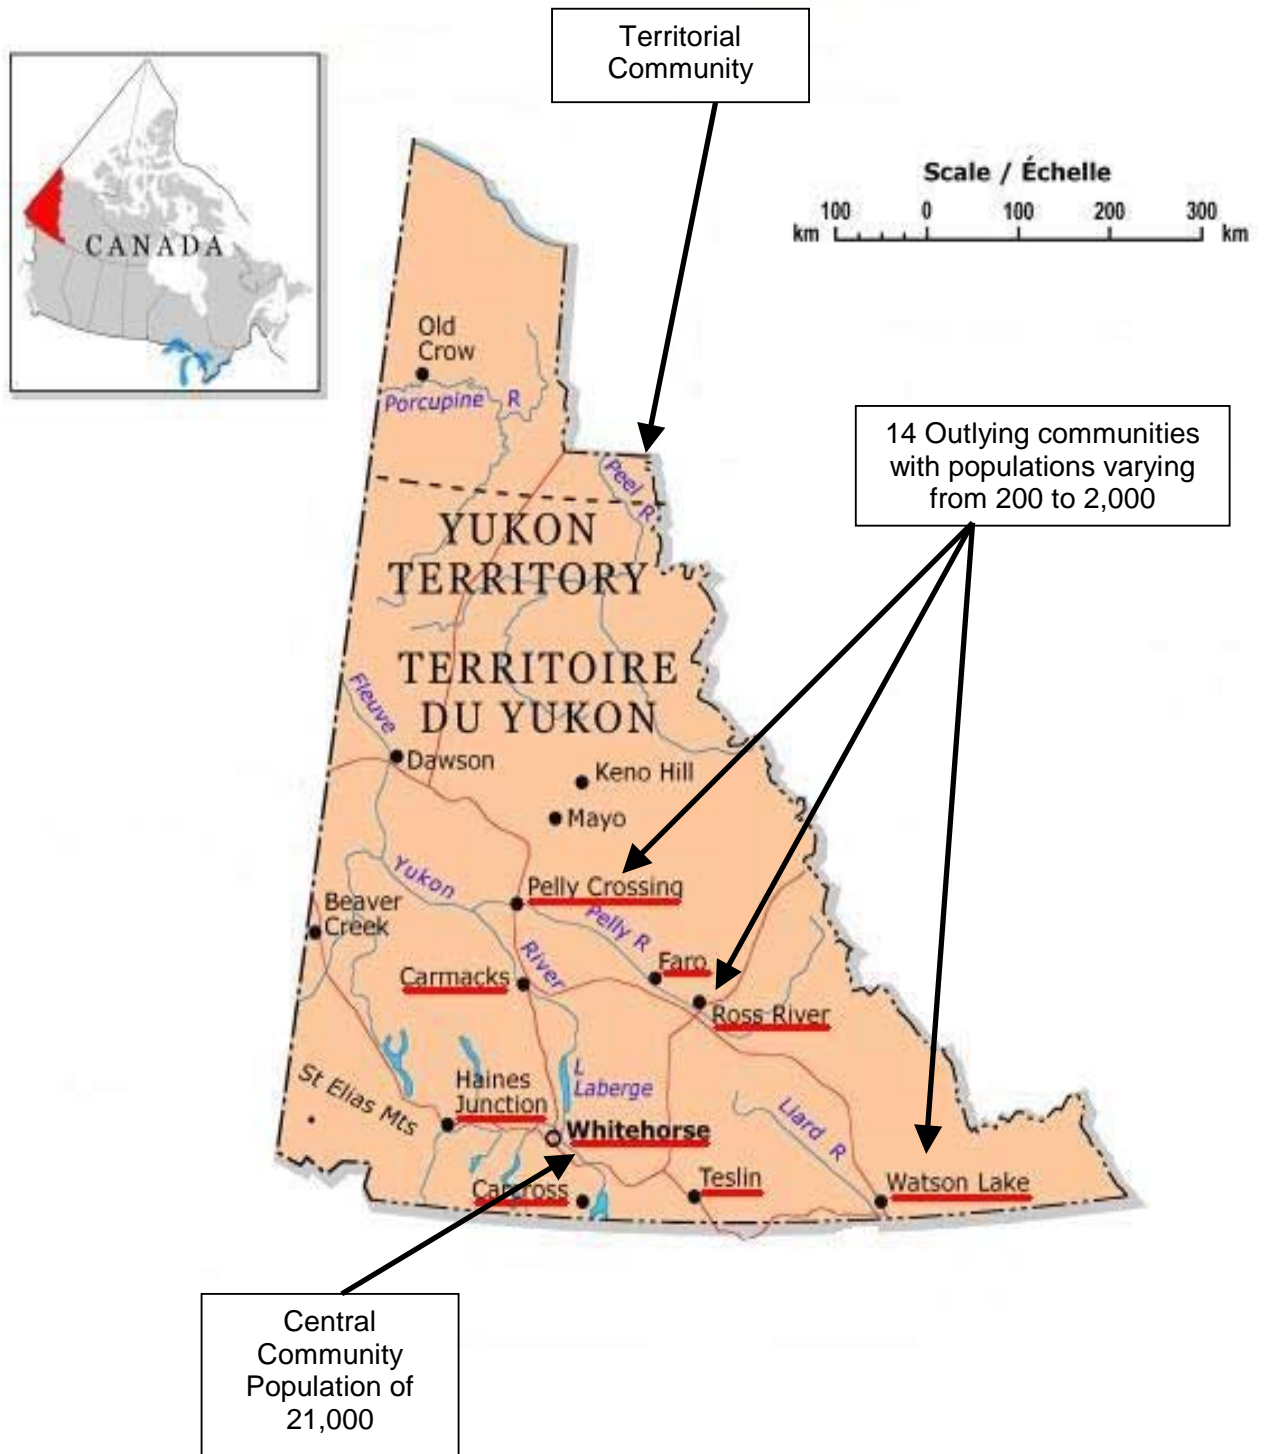 Territorial
Community
CANADA
Scale / Échelle
100 0 100 200 300
km km
Old
Crow
Porcupine R
14 Outlying communities
with populations varying
from 200 to 2,000
Peel R
YUKON
TERRITORY
TERRITOIRE
DU YUKON
Fleuve
Dawson
Keno Hill
Mayo
Yukon
River
Pelly Crossing
Beaver
Creek
Pelly R
Faro
Carmacks
Ross River
St Elias Mts
Haines
Junction
L
Laberge
Whitehorse
Liard R
Carcross
Teslin
Watson Lake
Central
Community
Population of
21,000